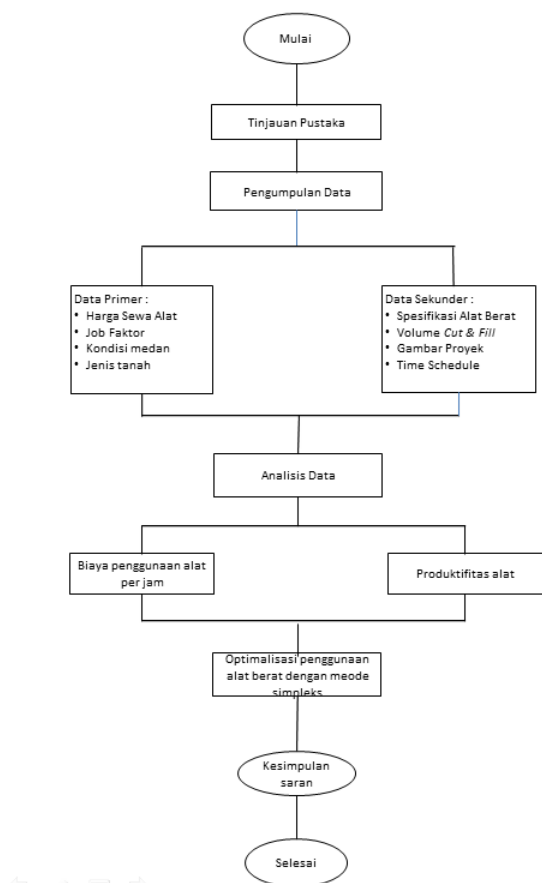 Mulai
Tinjauan Pustaka
Pengumpulan Data
Data Primer :
• Harga Sewa Alat
• Job Faktor
• Kondisi medan
• Jenis tanah
Data Sekunder :
• Spesifikasi Alat Berat
• Volume Cut & Fill
• Gambar Proyek
• Time Schedule
Analisis Data
Biaya penggunaan alat
per jam
Produktifitas alat
Optimalisasi penggunaan
alat berat dengan meode
simpleks
Kesimpulan
saran
Selesai